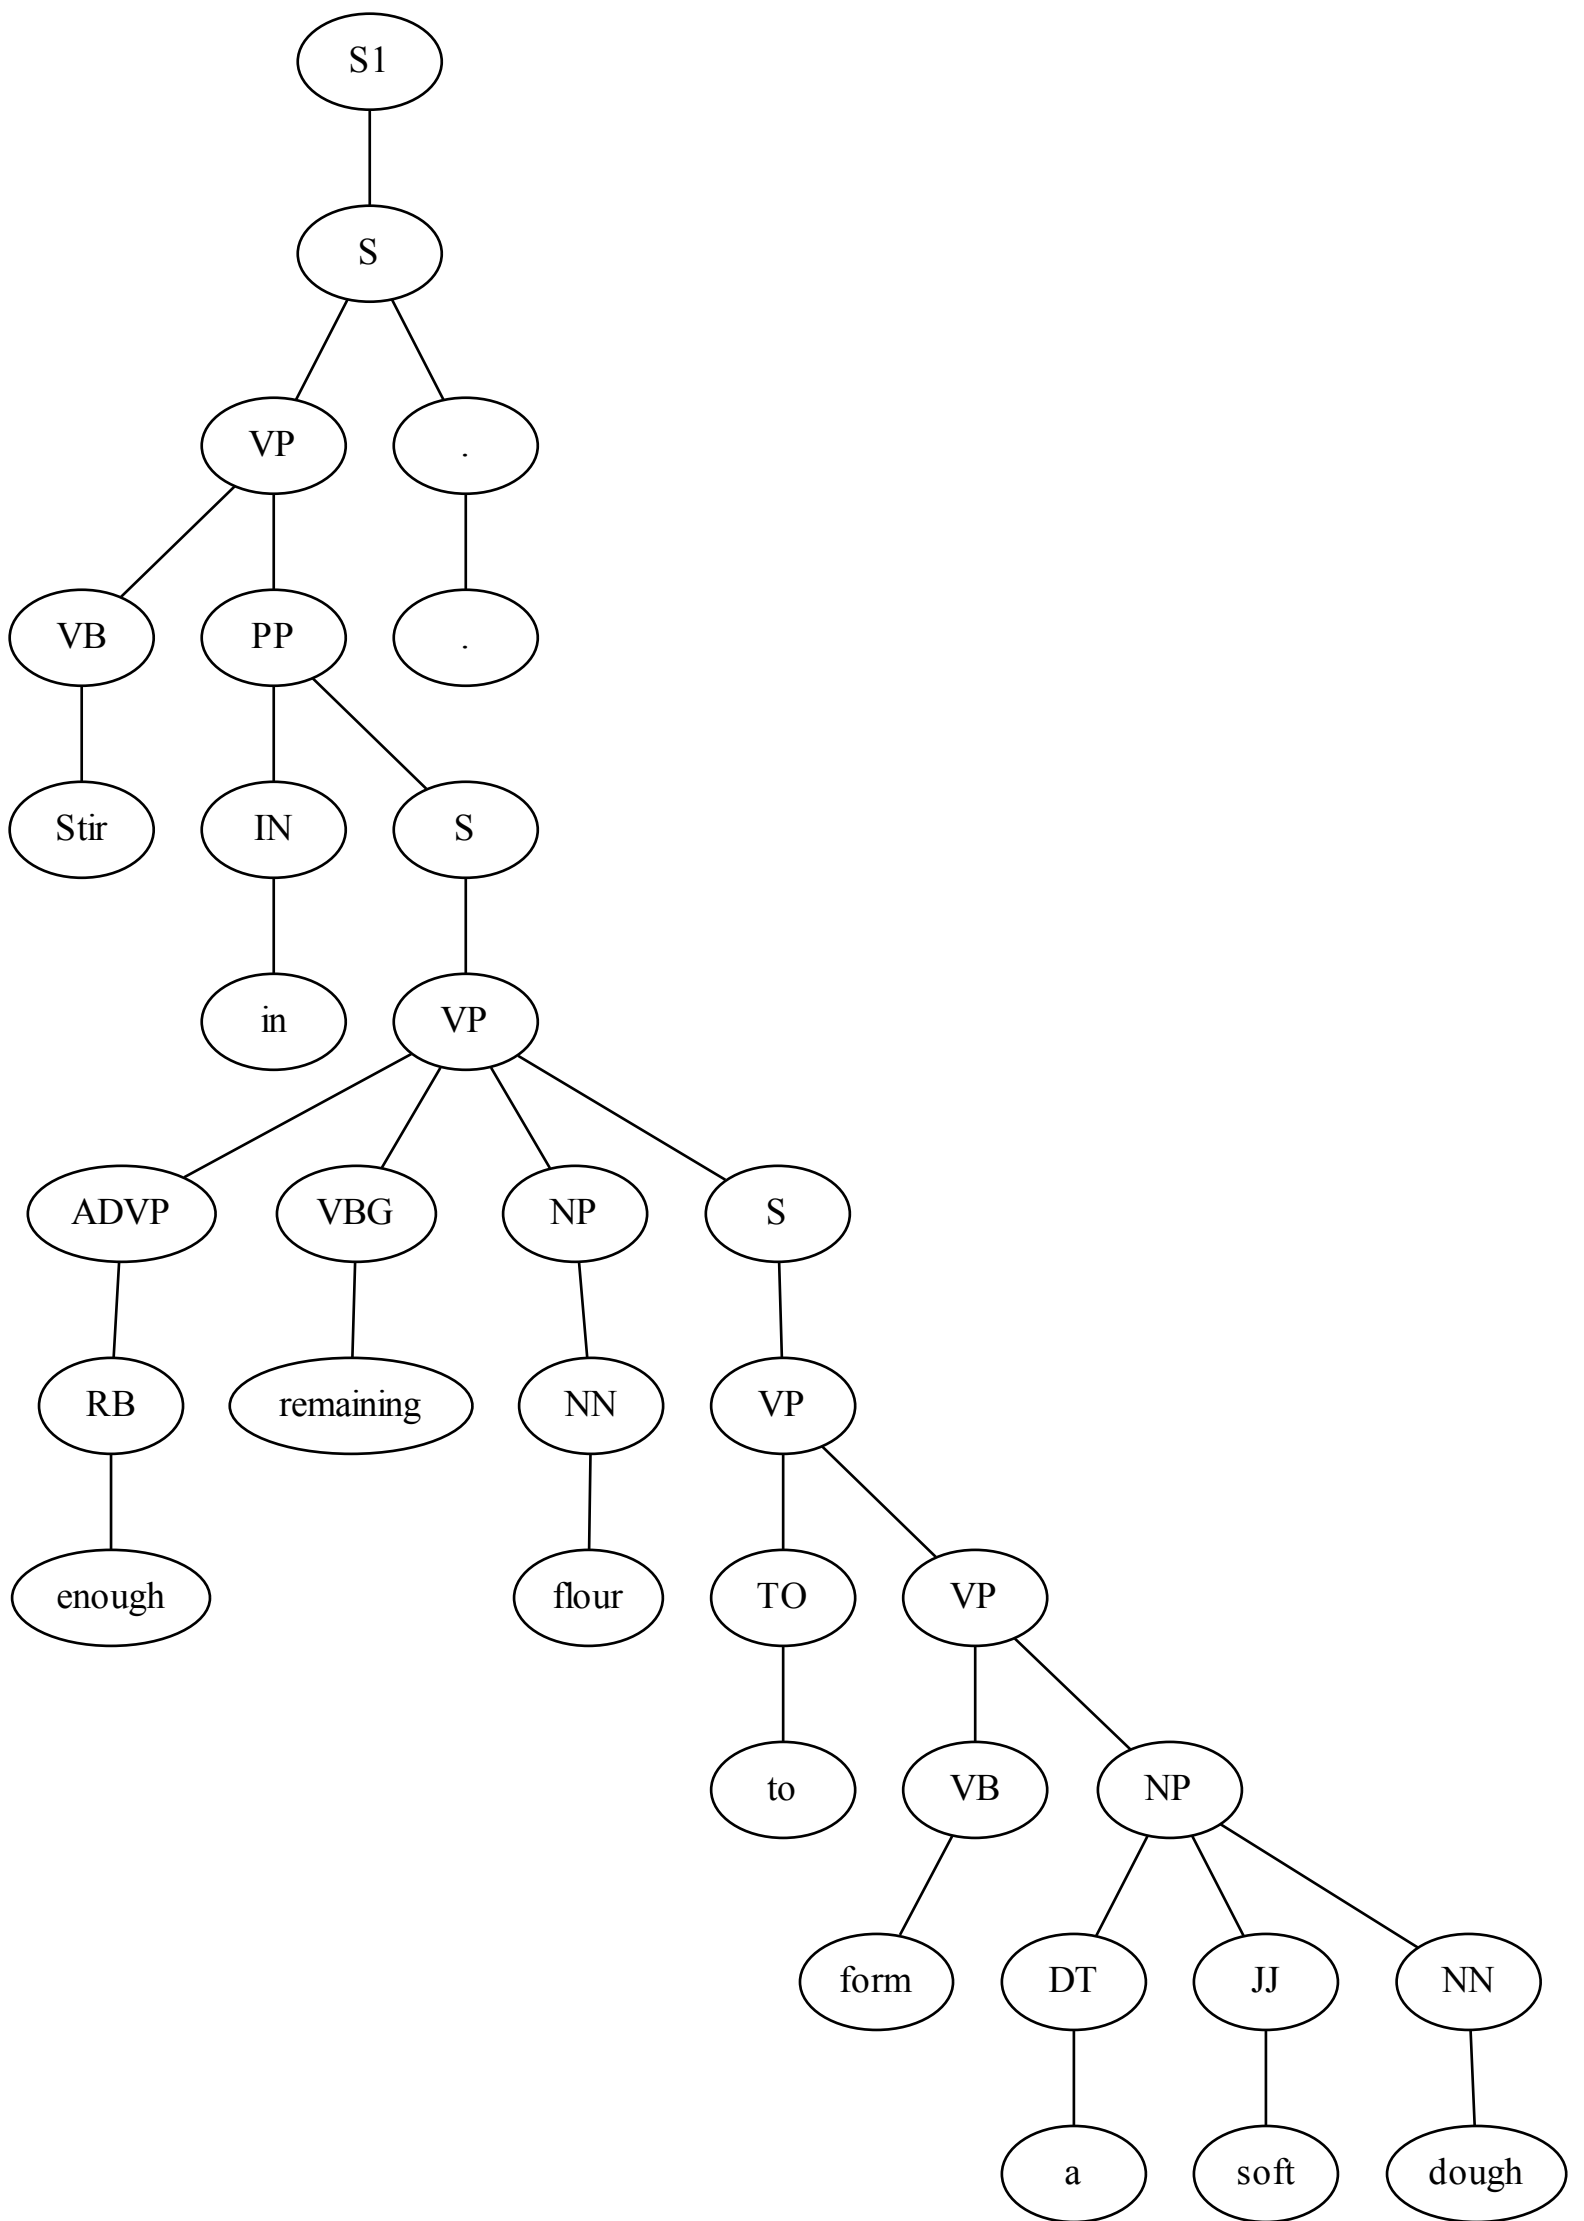 S1
S
VP .
VB PP .
Stir IN S
in VP
ADVP VBG NP S
RB remaining NN VP
enough flour TO VP
to VB NP
form DT JJ NN
a soft dough